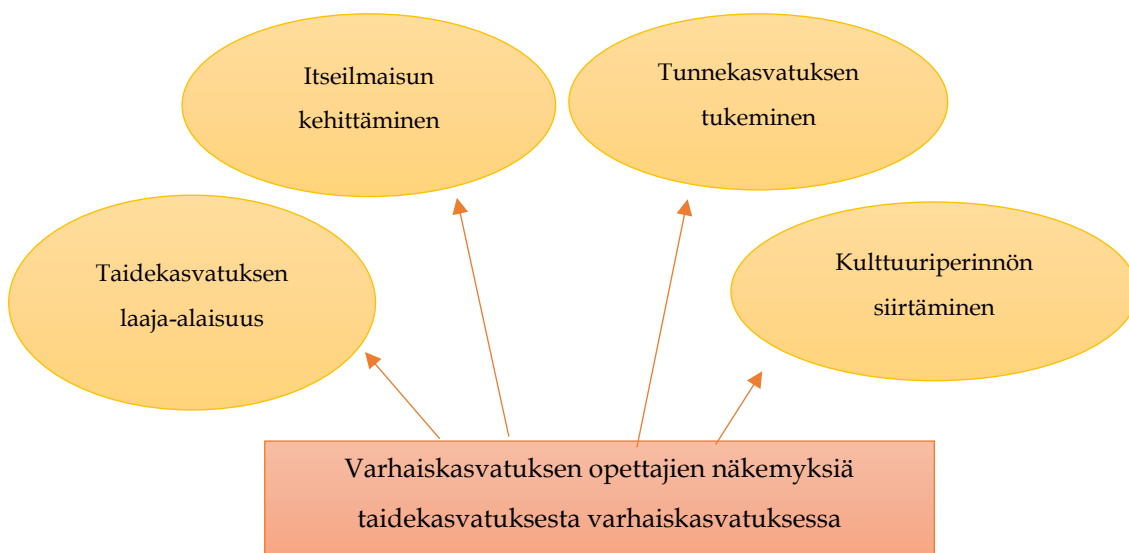 Itseilmaisun
kehittäminen
Tunnekasvatuksen
tukeminen
Taidekasvatuksen
laaja-alaisuus
Kulttuuriperinnön
siirtäminen
Varhaiskasvatuksen opettajien näkemyksiä
taidekasvatuksesta varhaiskasvatuksessa